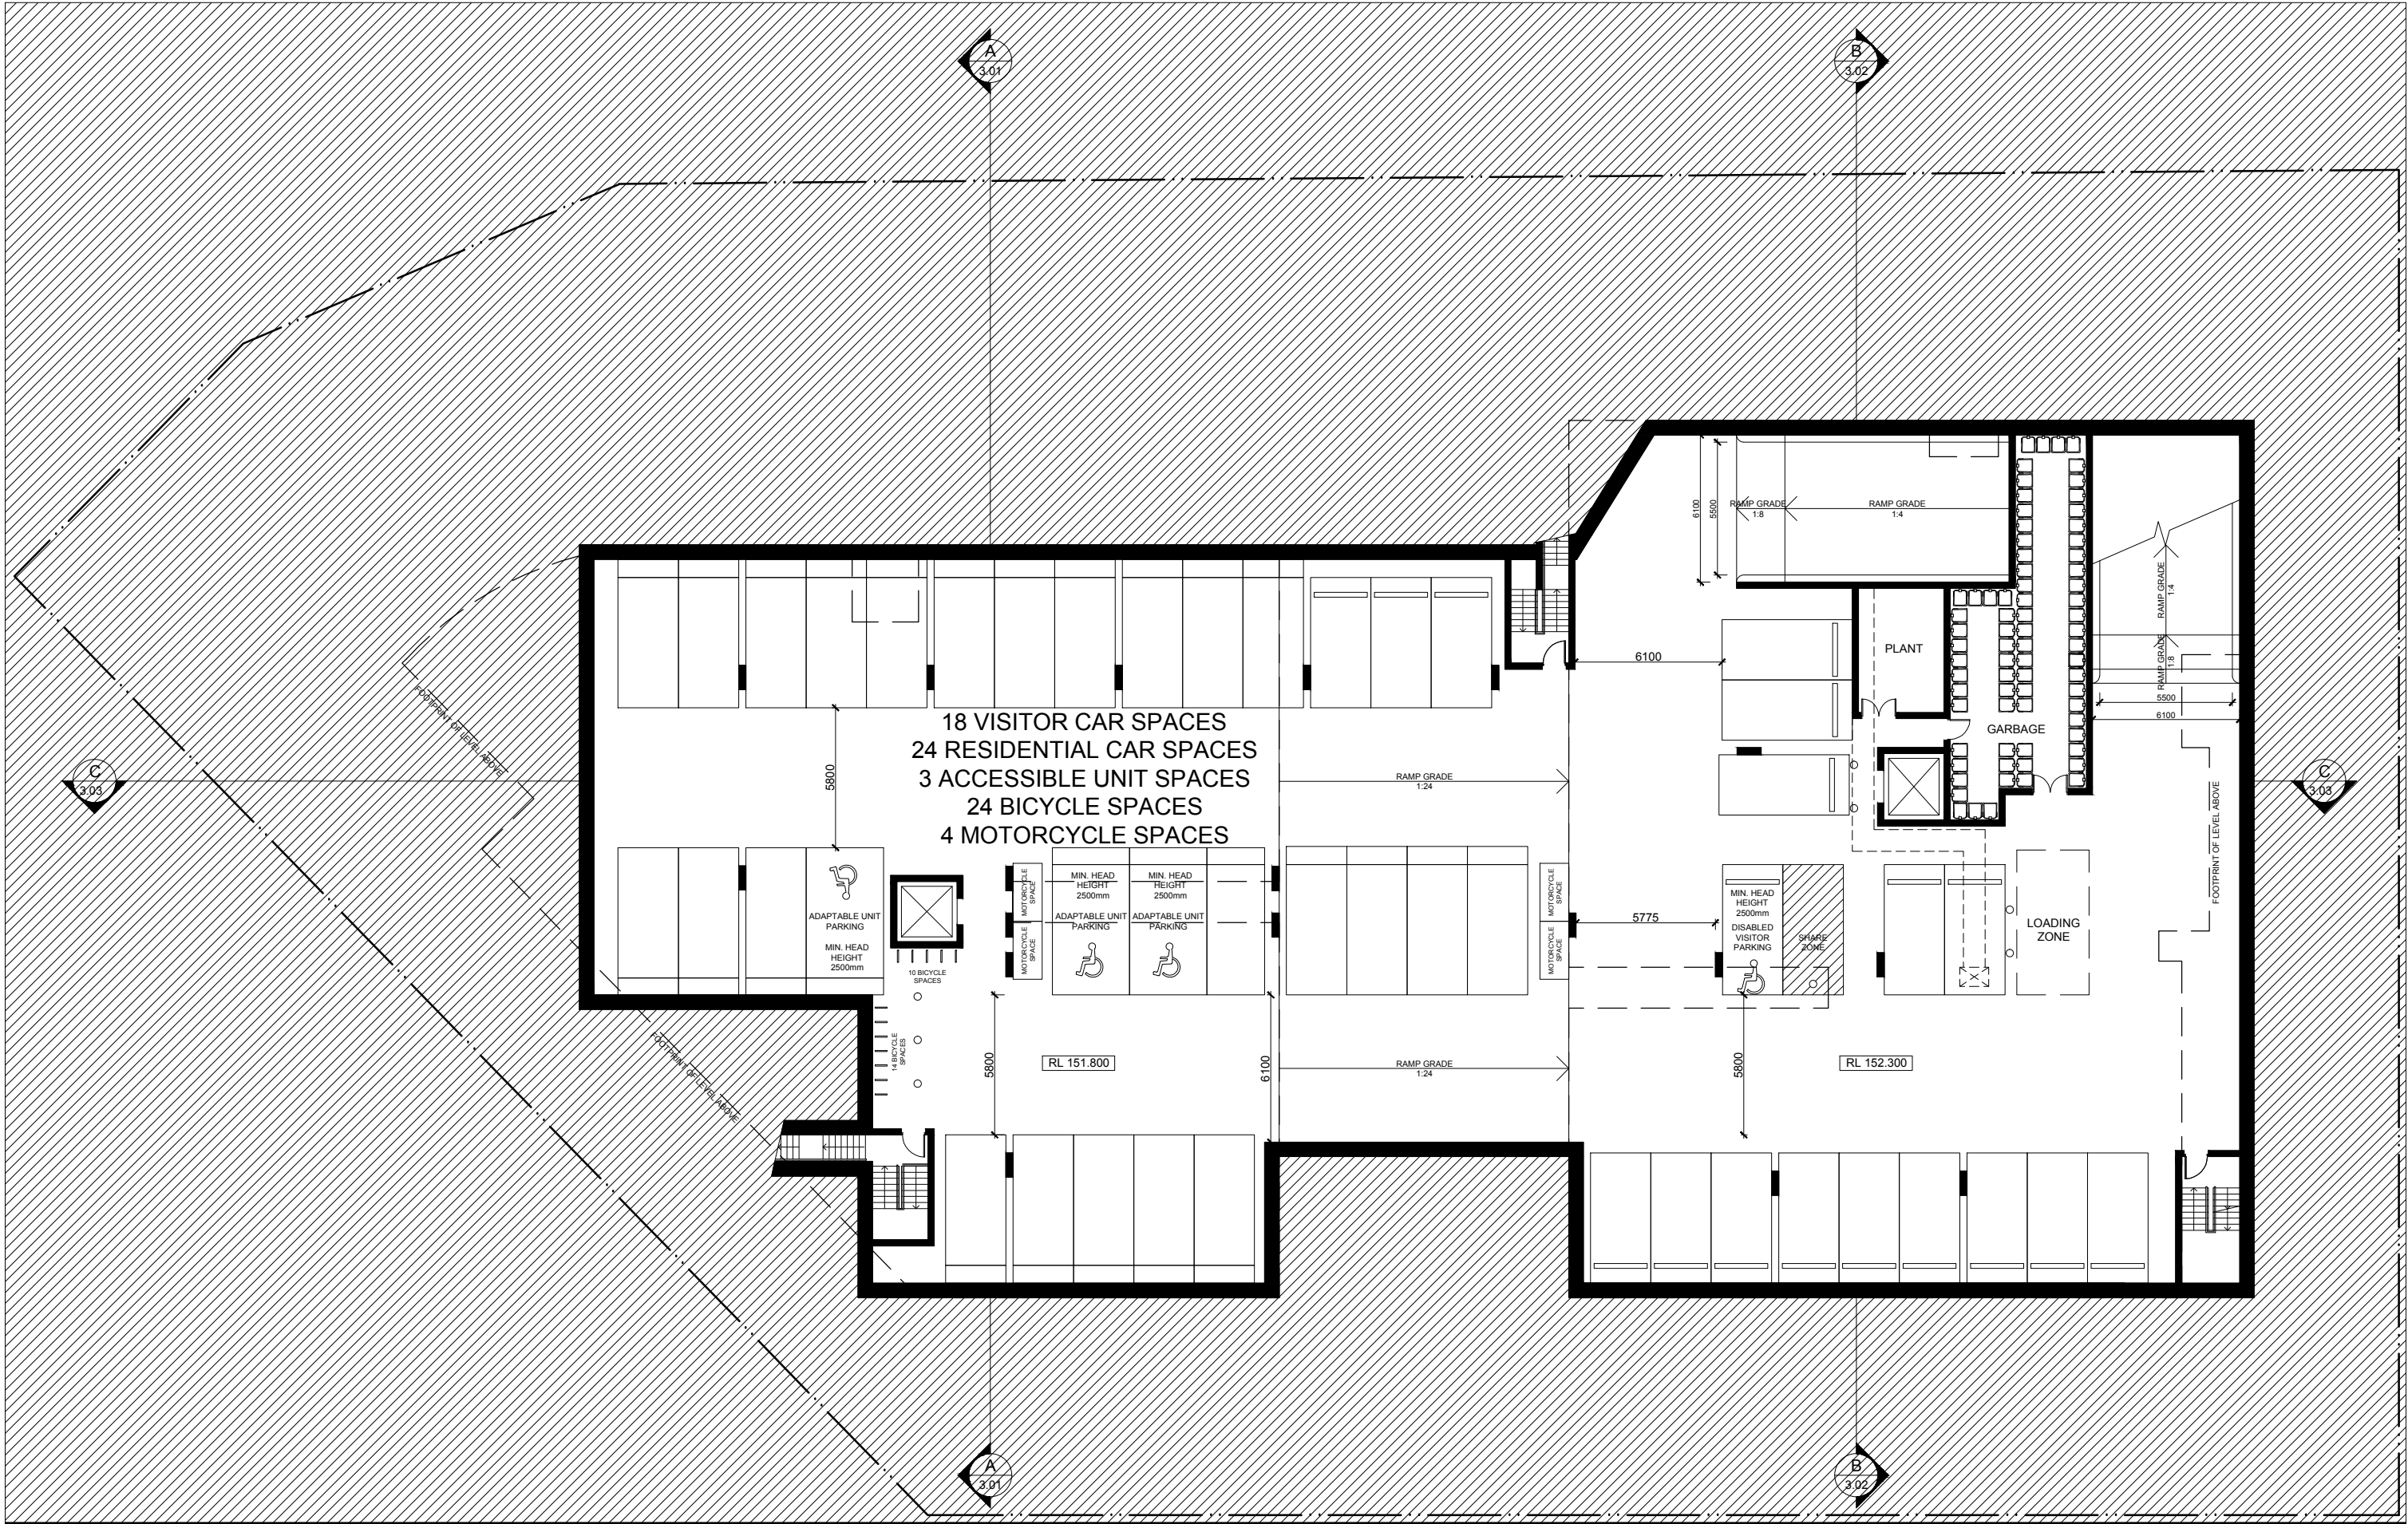 A
3.01
B
3.02
6100
5500
RAMP GRADE
1:8
RAMP GRADE
1:4
RAMP GRADE
1:4
RAMP GRADE
1:8
5500
6100
PLANT
6100
GARBAGE
FOOTPRINT OF LEVEL ABOVE
18 VISITOR CAR SPACES
24 RESIDENTIAL CAR SPACES
3 ACCESSIBLE UNIT SPACES
24 BICYCLE SPACES
4 MOTORCYCLE SPACES
5800
C
3.03
RAMP GRADE
1:24
C
3.03
FOOTPRINT OF LEVEL ABOVE
ADAPTABLE UNIT
PARKING
MIN. HEAD
HEIGHT
2500mm
MOTORCYCLE
SPACE
MOTORCYCLE
SPACE
MIN. HEAD
HEIGHT
2500mm
ADAPTABLE UNIT
PARKING
MIN. HEAD
HEIGHT
2500mm
ADAPTABLE UNIT
PARKING
MOTORCYCLE
SPACE
MOTORCYCLE
SPACE
5775
MIN. HEAD
HEIGHT
2500mm
DISABLED
VISITOR
PARKING
SHARE
ZONE
LOADING
ZONE
10 BICYCLE
SPACES
14 BICYCLE
SPACES
FOOTPRINT OF LEVEL ABOVE
5800
RL 151.800
6100
RAMP GRADE
1:24
5800
RL 152.300
A
3.01
B
3.02